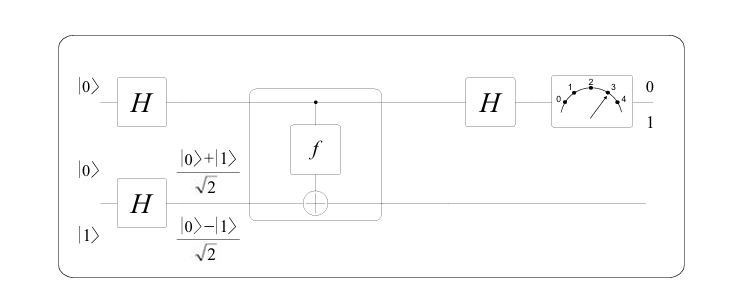 |0⟩
H
H
0 1 2 3 4
0
1
f
|0⟩
|0⟩+|1⟩
√2
H
|1⟩
|0⟩−|1⟩
√2